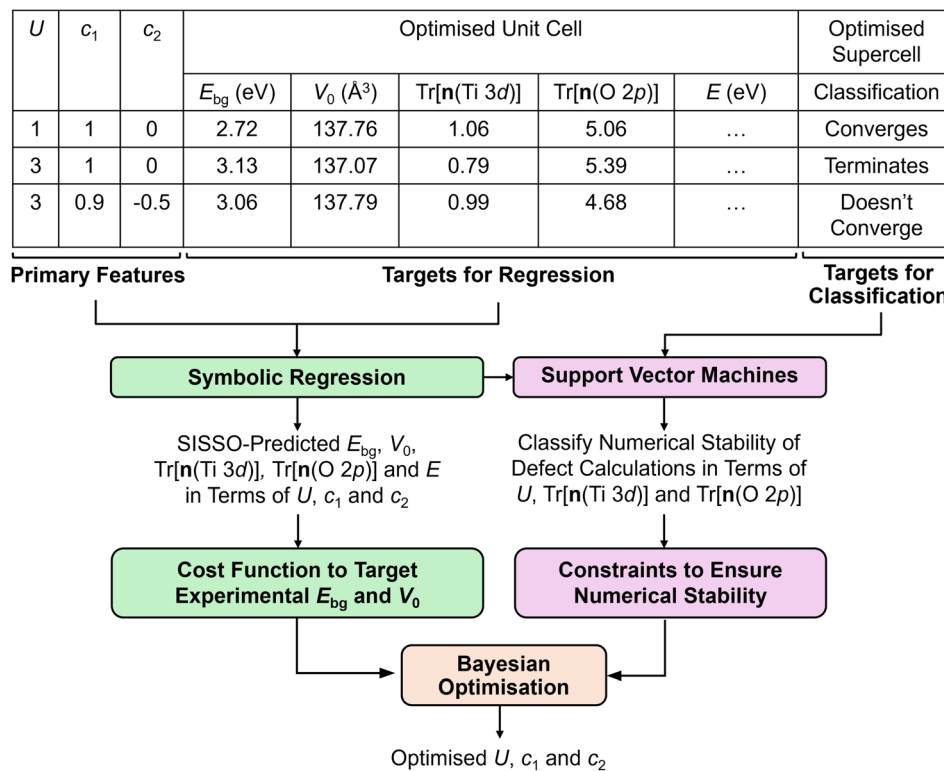 U c₁ c₂ Optimised Unit Cell Optimised Supercell
E_bg (eV) V₀ (Å³) Tr[n(Ti 3d)] Tr[n(O 2p)] E (eV) Classification
1 1 0 2.72 137.76 1.06 5.06 … Converges
3 1 0 3.13 137.07 0.79 5.39 … Terminates
3 0.9 -0.5 3.06 137.79 0.99 4.68 … Doesn't Converge
Primary Features
Targets for Regression
Targets for
Classification
Symbolic Regression
Support Vector Machines
SISSO-Predicted E_bg, V₀,
Tr[n(Ti 3d)], Tr[n(O 2p)] and E
in Terms of U, c₁ and c₂
Classify Numerical Stability of
Defect Calculations in Terms of
U, Tr[n(Ti 3d)] and Tr[n(O 2p)]
Cost Function to Target
Experimental E_bg and V₀
Constraints to Ensure
Numerical Stability
Bayesian
Optimisation
Optimised U, c₁ and c₂